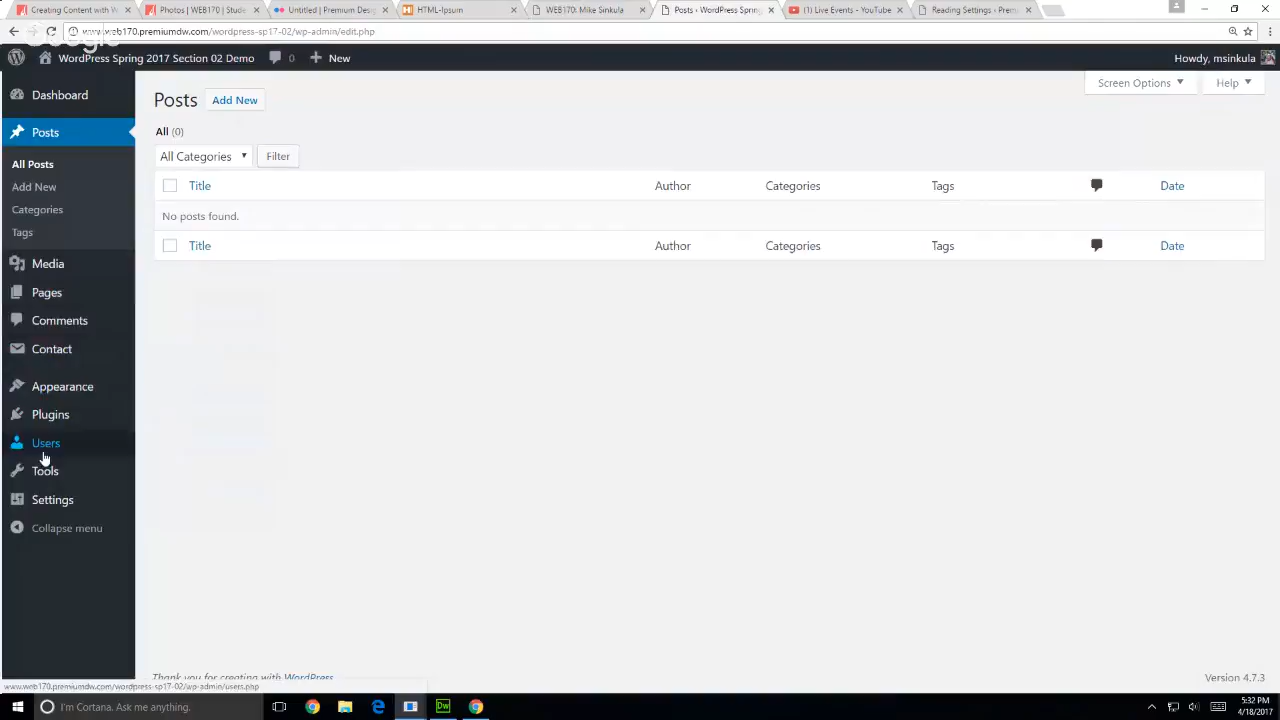 Creating Content with W
Photos | WEB170 | Stude
Untitled | Premium Desi
HTML-Ipsum
WEB170: Mike Sinkula
Posts ‹ WordPress Sprin
(1) Live Events - YouTube
Reading Settings ‹ Prem
www.web170.premiumdw.com/wordpress-sp17-02/wp-admin/edit.php
Google
WordPress Spring 2017 Section 02 Demo
0
New
Howdy, msinkula
Dashboard
Posts
All Posts
Add New
Categories
Tags
Media
Pages
Comments
Contact
Appearance
Plugins
Users
Tools
Settings
Collapse menu
Screen Options
Help
Posts Add New
All (0)
All Categories Filter
Title Author Categories Tags Date
No posts found.
Title Author Categories Tags Date
Thank you for creating with WordPress
Version 4.7.3
www.web170.premiumdw.com/wordpress-sp17-02/wp-admin/users.php
I'm Cortana. Ask me anything.
Dw
5:32 PM
4/18/2017